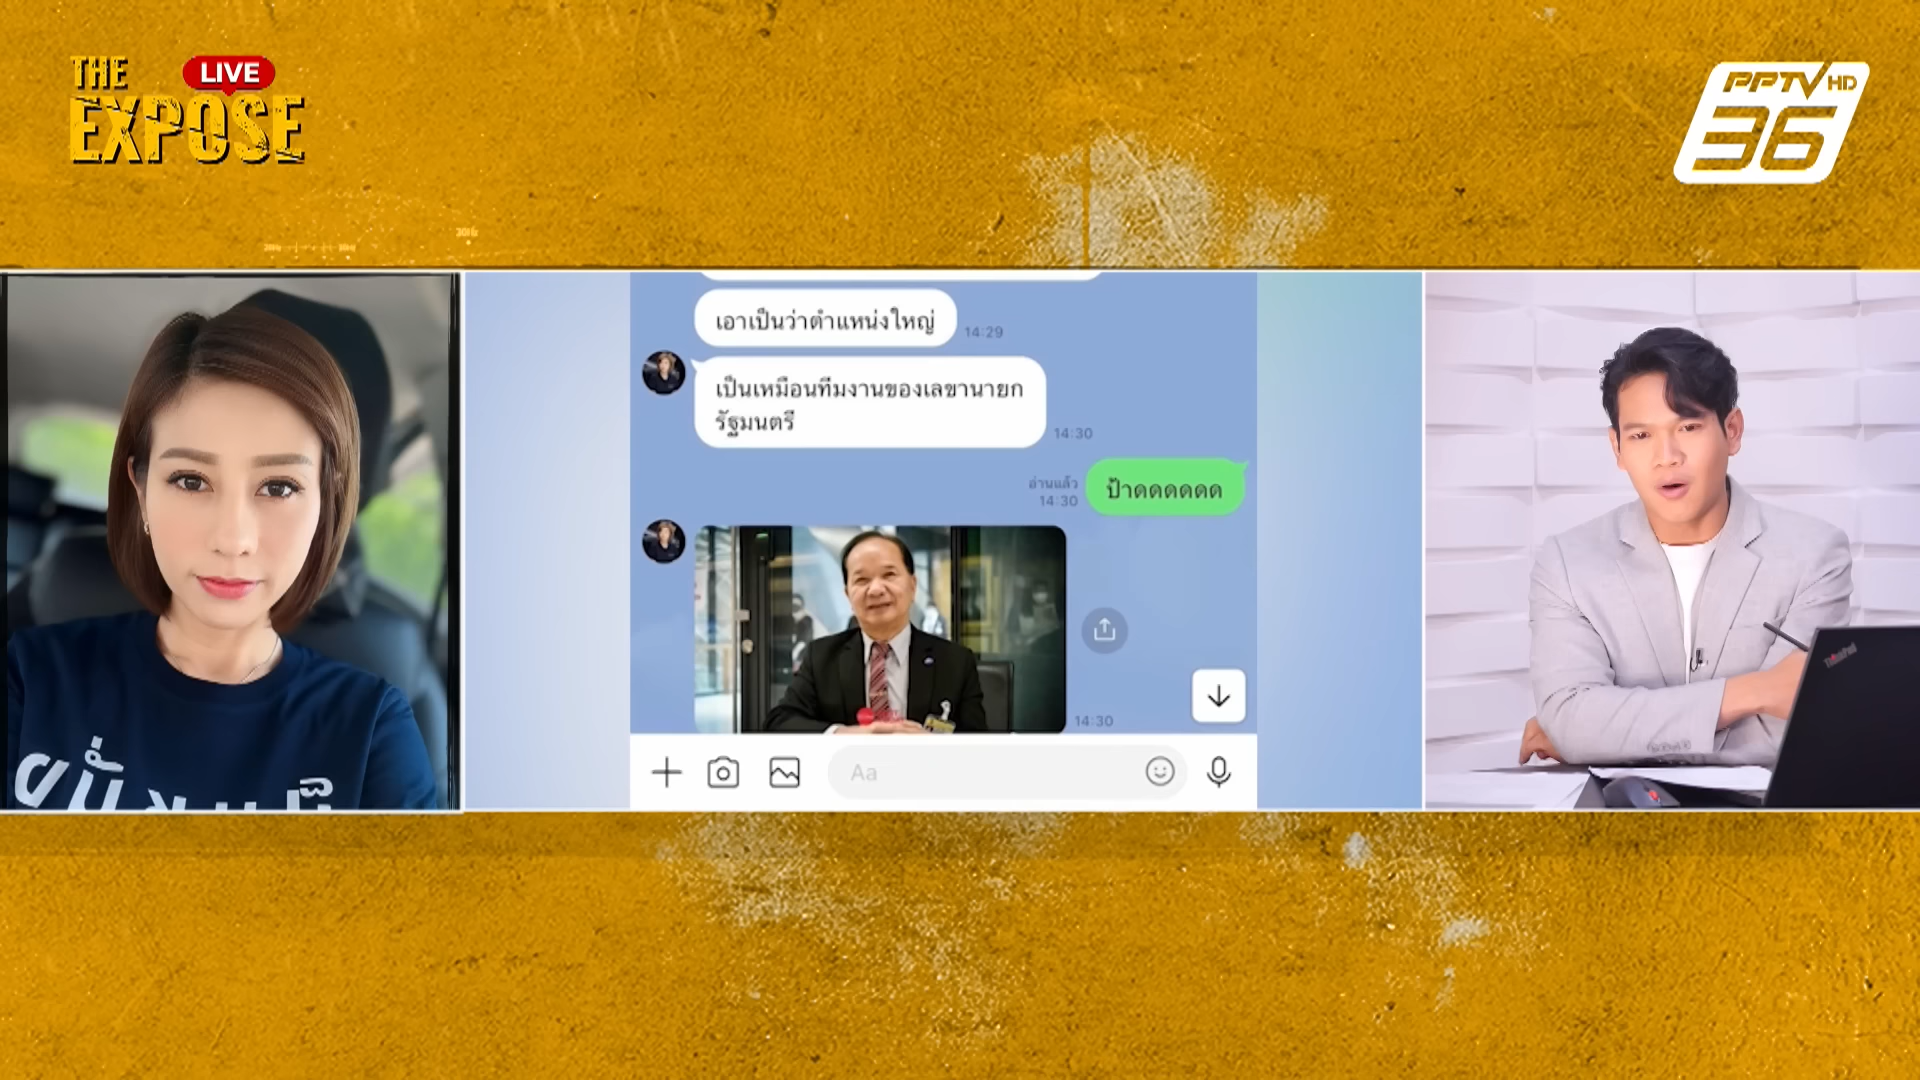 THE
LIVE
EXPOSE
PPTV HD
36
เอาเป็นว่าตำแหน่งใหญ่
14:29
เป็นเหมือนทีมงานของเลขานายก
รัฐมนตรี
14:30
อ่านแล้ว
14:30
ป้าดดดดดด
14:30
Aa
ThinkPad